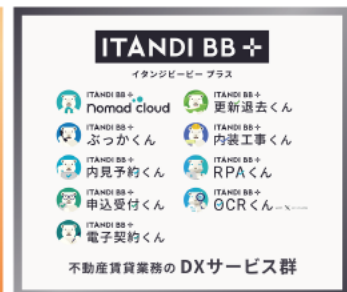 ITANDI BB +
イタンジビービー プラス
ITANDI BB +
nomad cloud
ITANDI BB +
更新退去くん
ITANDI BB +
ぶっかくん
ITANDI BB +
内装工事くん
ITANDI BB +
内見予約くん
ITANDI BB +
RPAくん
ITANDI BB +
申込受付くん
ITANDI BB +
OCRくん
ITANDI BB +
電子契約くん
不動産賃貸業務の DXサービス群